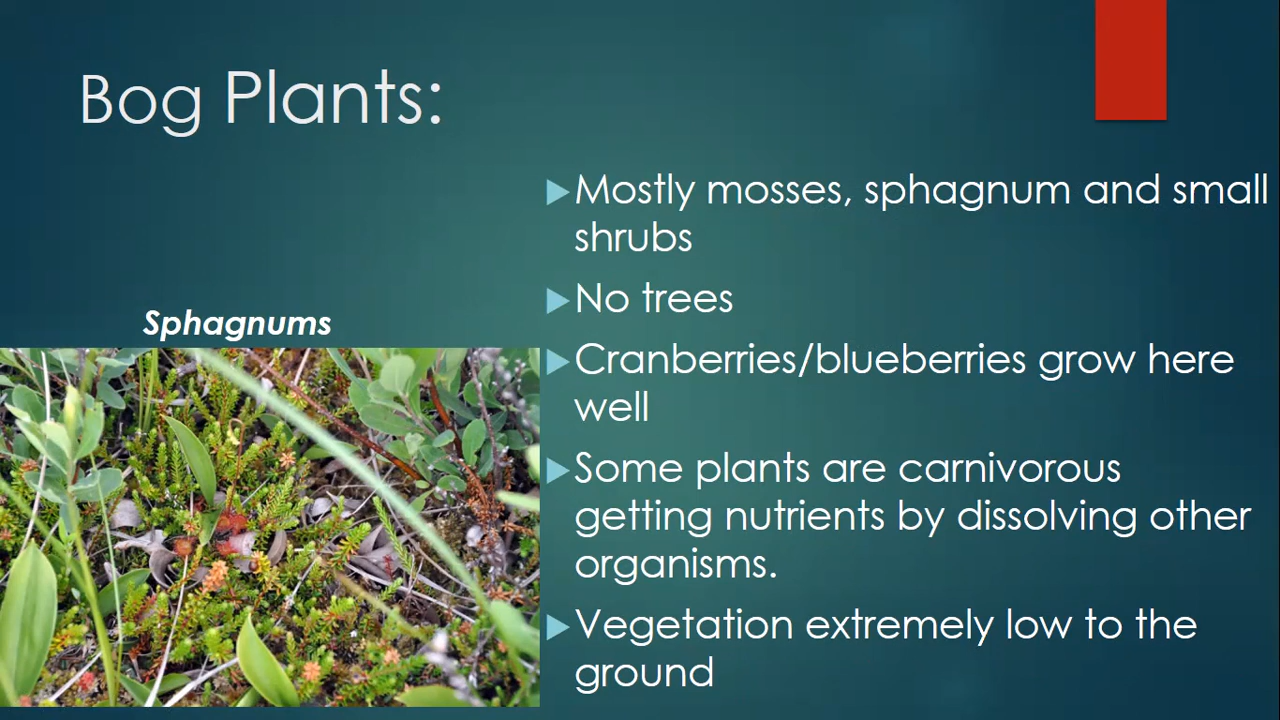 Bog Plants:
Mostly mosses, sphagnum and small
shrubs
No trees
Sphagnums
Cranberries/blueberries grow here
well
Some plants are carnivorous
getting nutrients by dissolving other
organisms.
Vegetation extremely low to the
ground